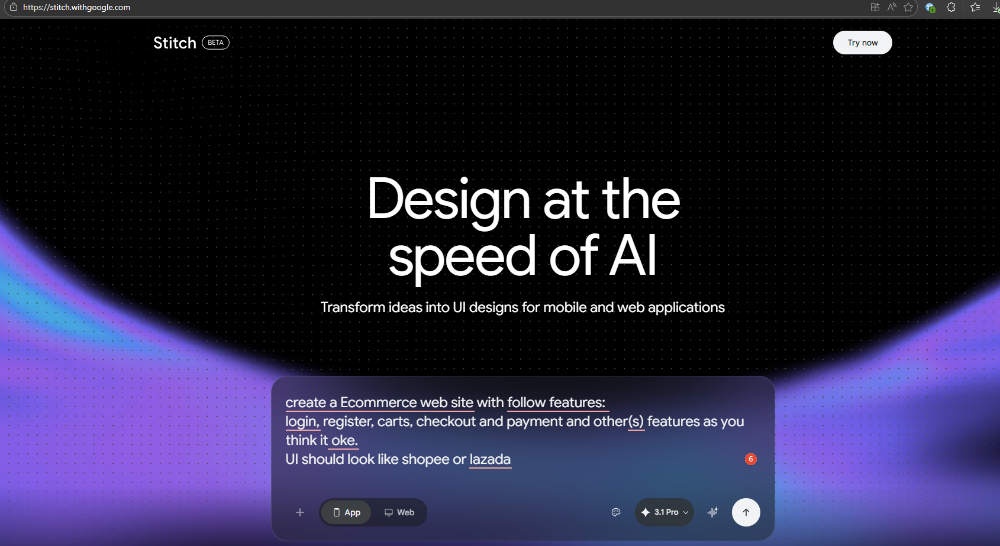 https://stitch.withgoogle.com
Stitch BETA
Try now
Design at the
speed of AI
Transform ideas into UI designs for mobile and web applications
create a Ecommerce web site with follow features:
login, register, carts, checkout and payment and other(s) features as you
think it oke.
UI should look like shopee or lazada
6
App
Web
3.1 Pro